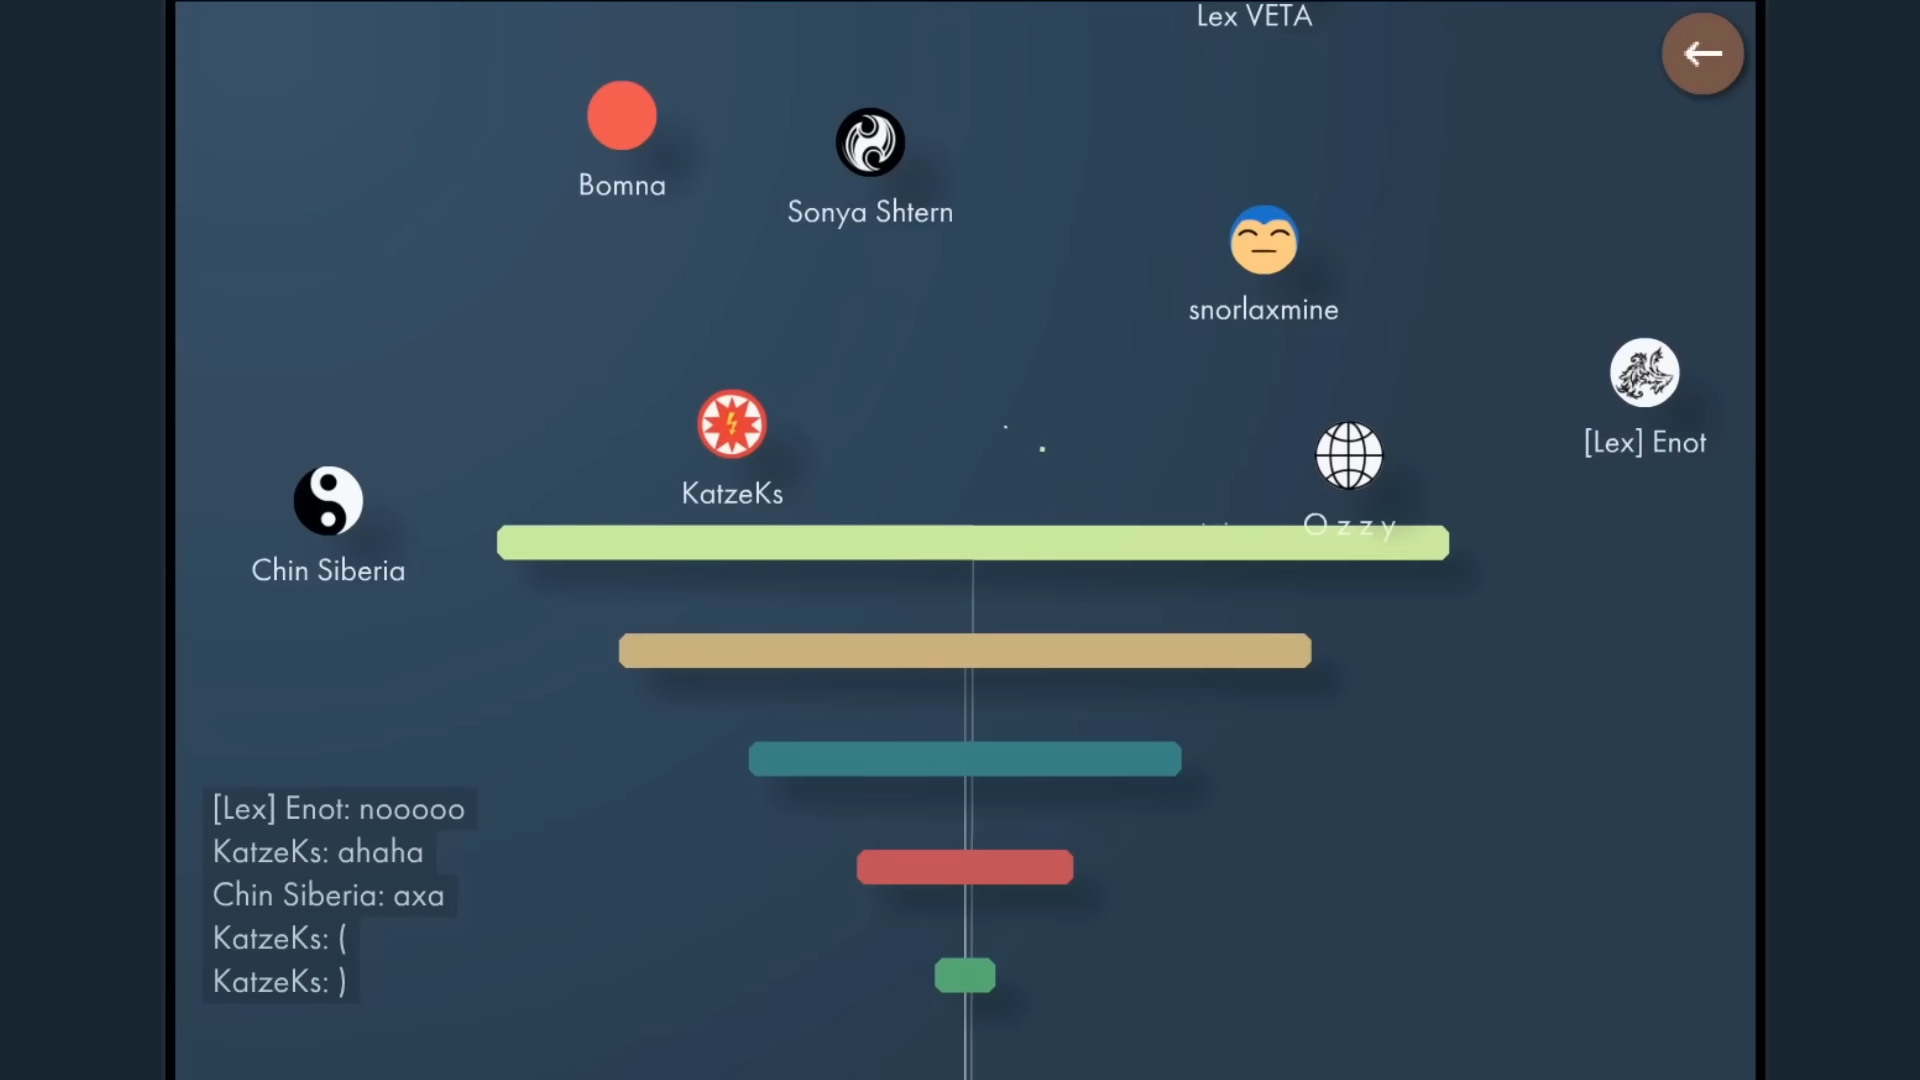 Lex VETA
Bomna
Sonya Shtern
snorlaxmine
[Lex] Enot
KatzeKs
O z z y
Chin Siberia
[Lex] Enot: nooooo
KatzeKs: ahaha
Chin Siberia: axa
KatzeKs: (
KatzeKs: )